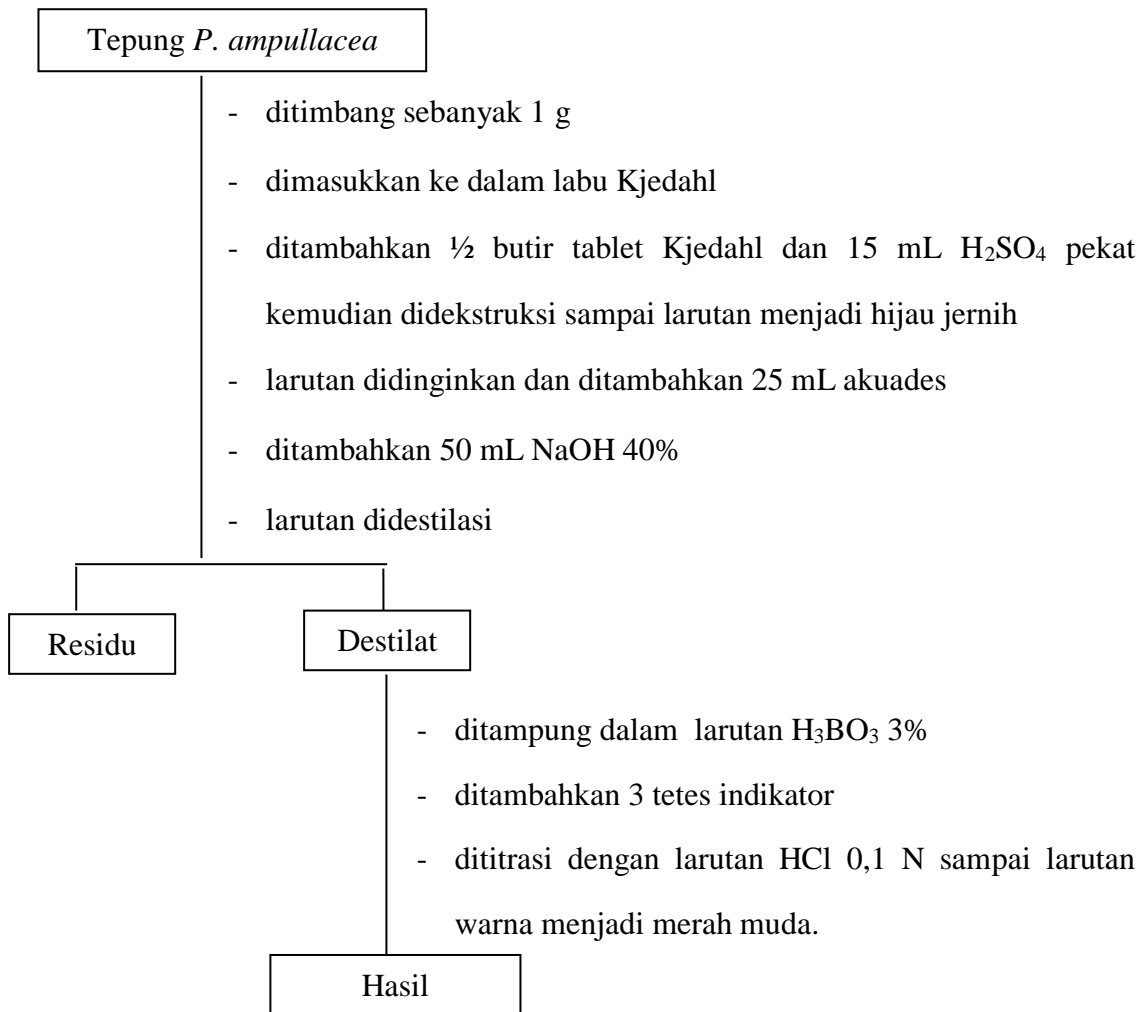 Tepung P. ampullacea
- ditimbang sebanyak 1 g
- dimasukkan ke dalam labu Kjedahl
- ditambahkan ½ butir tablet Kjedahl dan 15 mL H₂SO₄ pekat
kemudian didekstruksi sampai larutan menjadi hijau jernih
- larutan didinginkan dan ditambahkan 25 mL akuades
- ditambahkan 50 mL NaOH 40%
- larutan didestilasi
Residu
Destilat
- ditampung dalam larutan H₃BO₃ 3%
- ditambahkan 3 tetes indikator
- dititrasi dengan larutan HCl 0,1 N sampai larutan
warna menjadi merah muda.
Hasil